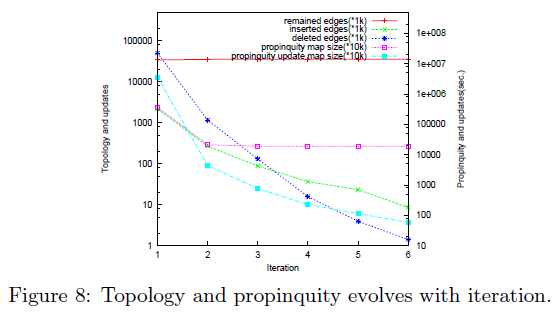 remained edges(*1k)
inserted edges(*1k)
deleted edges(*1k)
propinquity map size(*10k)
propinquity update map size(*10k)
Topology and updates
100000
10000
1000
100
10
1
1e+008
1e+007
1e+006
100000
10000
1000
100
10
Propinquity and updates(sec.)
1 2 3 4 5 6
Iteration
Figure 8: Topology and propinquity evolves with iteration.